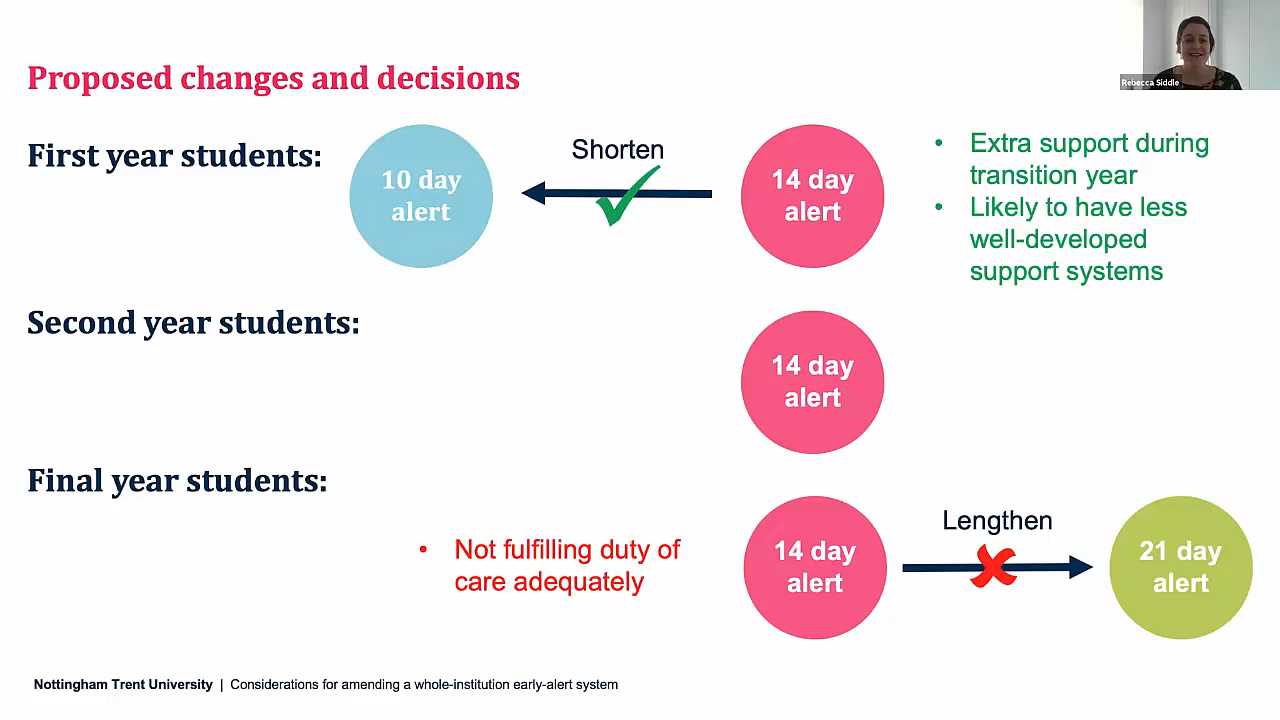 Rebecca Siddle
Proposed changes and decisions
First year students:
10 day
alert
Shorten
14 day
alert
• Extra support during
transition year
• Likely to have less
well-developed
support systems
Second year students:
14 day
alert
Final year students:
• Not fulfilling duty of
care adequately
14 day
alert
Lengthen
21 day
alert
Nottingham Trent University | Considerations for amending a whole-institution early-alert system